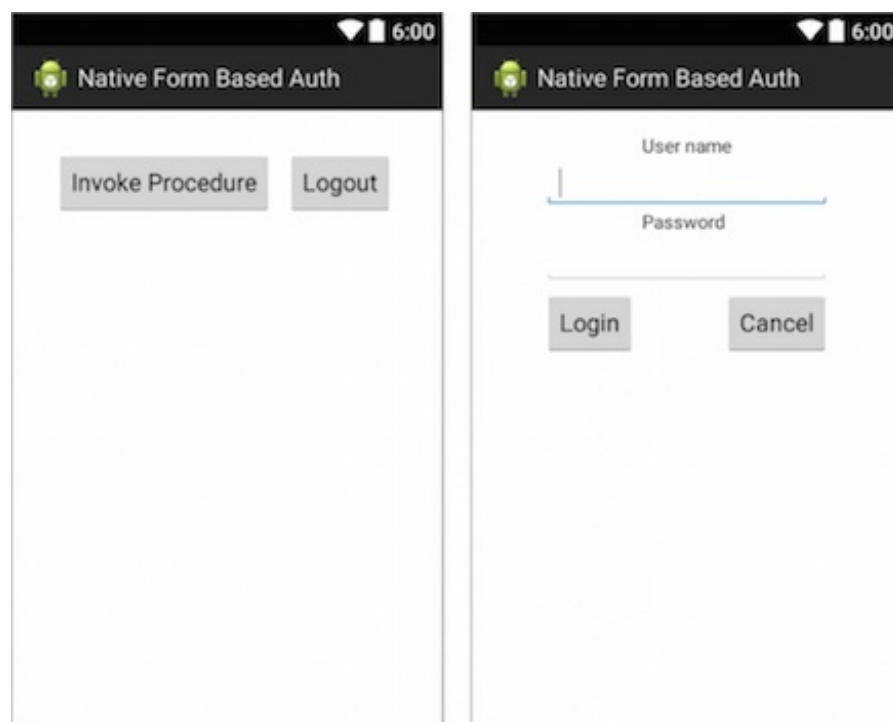 6:00
Native Form Based Auth
Invoke Procedure
Logout
6:00
Native Form Based Auth
User name
Password
Login
Cancel